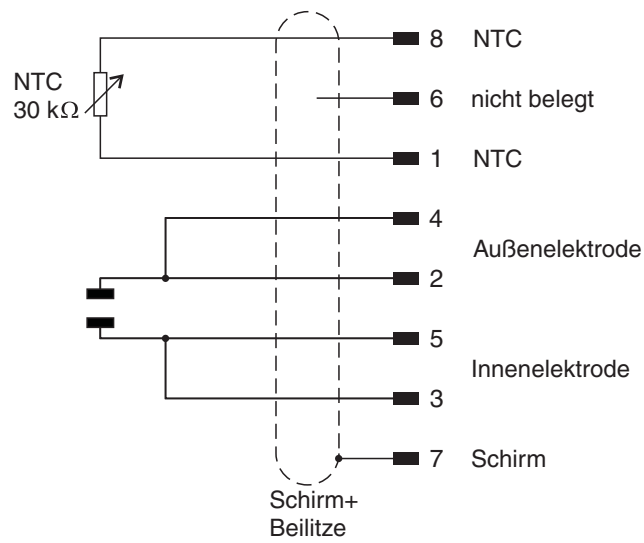 8 NTC
NTC
30 kΩ
6 nicht belegt
1 NTC
4
Außenelektrode
2
5
Innenelektrode
3
7 Schirm
Schirm+
Beilitze